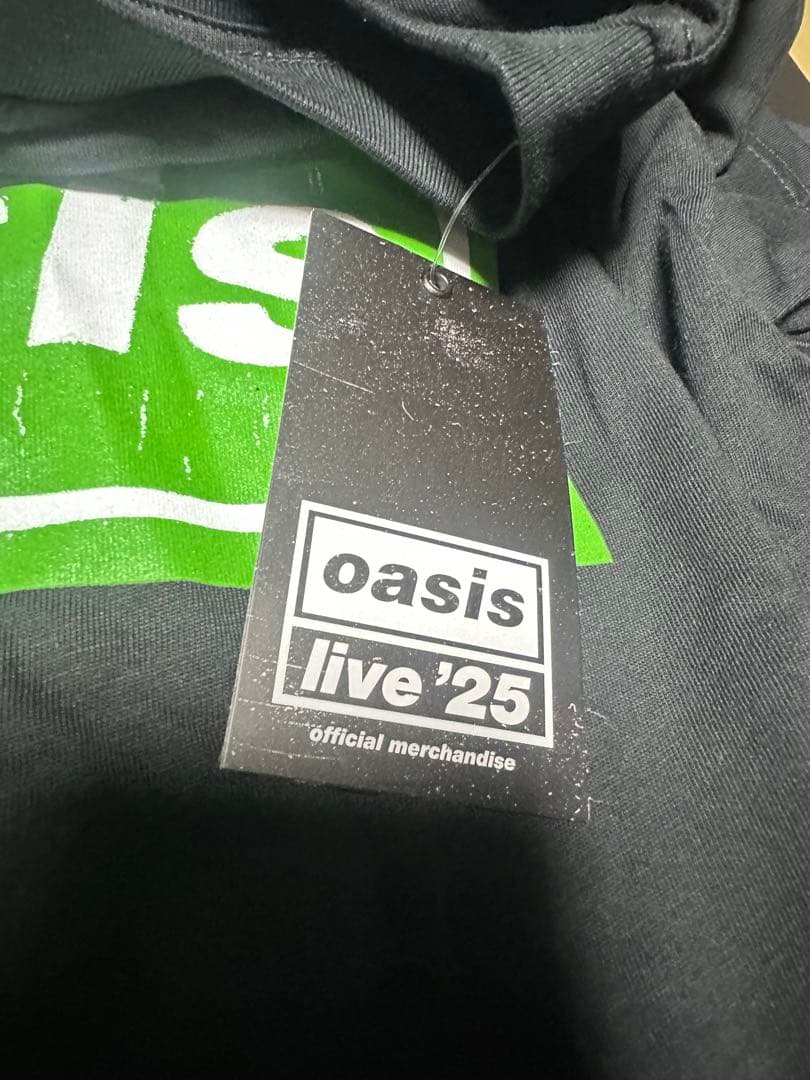 oasis
live '25
official merchandise